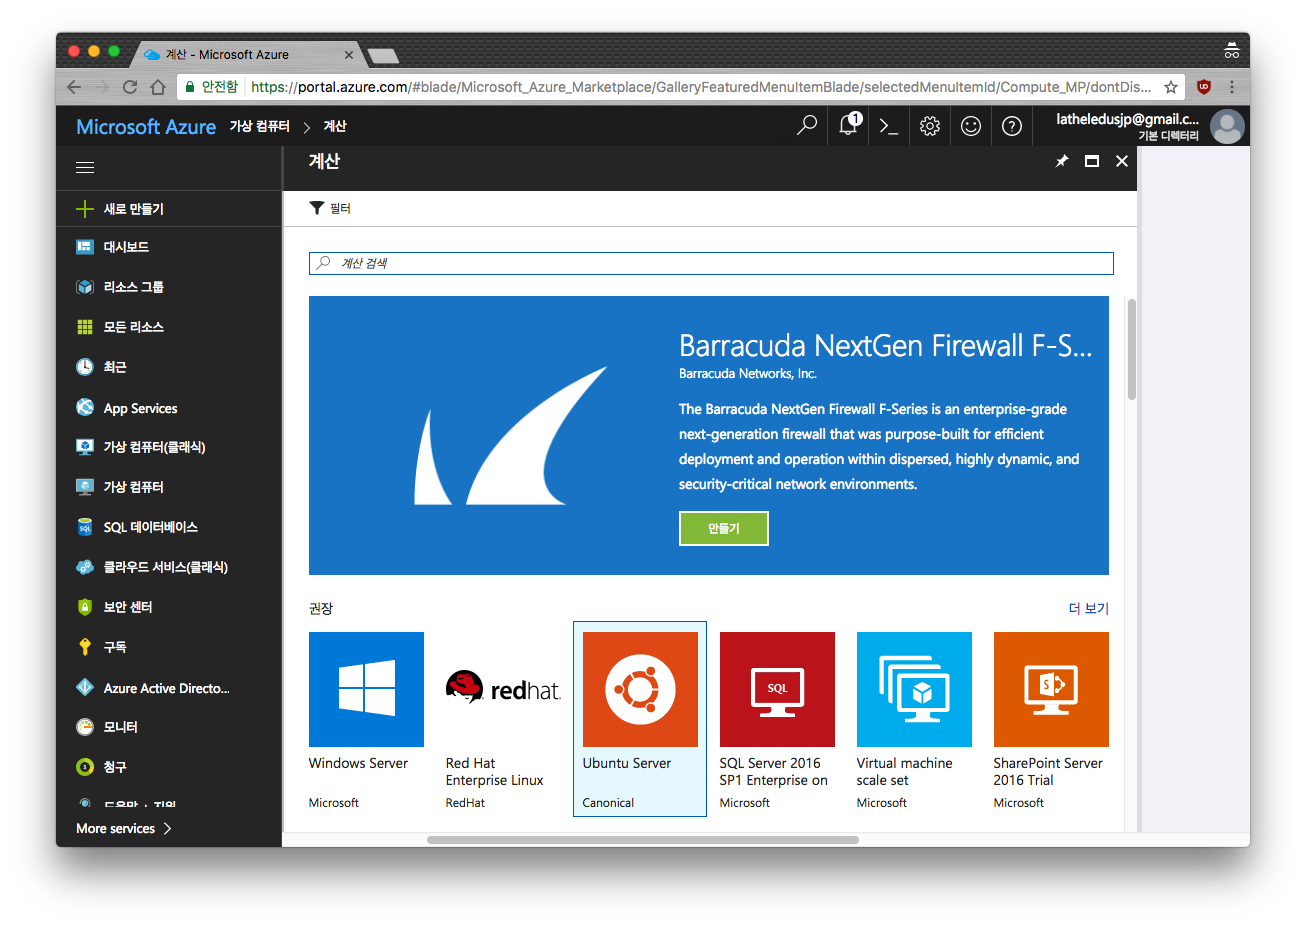 계산 - Microsoft Azure
안전함 https://portal.azure.com/#blade/Microsoft_Azure_Marketplace/GalleryFeaturedMenuItemBlade/selectedMenuItemId/Compute_MP/dontDis...
Microsoft Azure 가상 컴퓨터 계산
1
latheledusjp@gmail.c...
기본 디렉터리
계산
새로 만들기
대시보드
리소스 그룹
모든 리소스
최근
App Services
가상 컴퓨터(클래식)
가상 컴퓨터
SQL 데이터베이스
클라우드 서비스(클래식)
보안 센터
구독
Azure Active Directo...
모니터
청구
도움말 + 지원
More services
필터
계산 검색
Barracuda NextGen Firewall F-S...
Barracuda Networks, Inc.
The Barracuda NextGen Firewall F-Series is an enterprise-grade
next-generation firewall that was purpose-built for efficient
deployment and operation within dispersed, highly dynamic, and
security-critical network environments.
만들기
권장
더 보기
Windows Server
Microsoft
redhat.
Red Hat
Enterprise Linux
RedHat
Ubuntu Server
Canonical
SQL
SQL Server 2016
SP1 Enterprise on
Microsoft
Virtual machine
scale set
Microsoft
S
SharePoint Server
2016 Trial
Microsoft